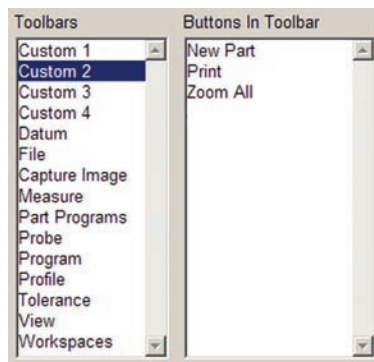 Toolbars
Custom 1
Custom 2
Custom 3
Custom 4
Datum
File
Capture Image
Measure
Part Programs
Probe
Program
Profile
Tolerance
View
Workspaces
Buttons In Toolbar
New Part
Print
Zoom All